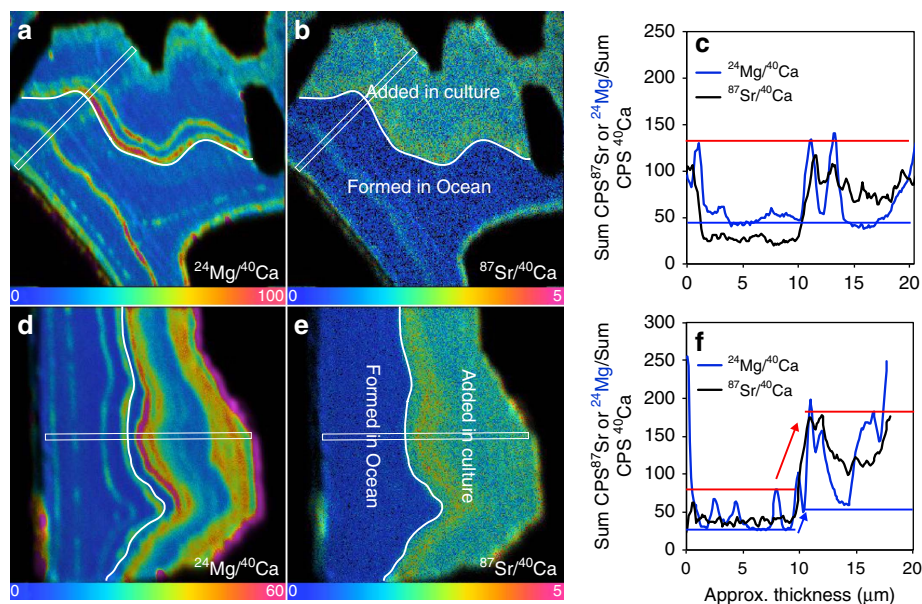 a
²⁴Mg/⁴⁰Ca
0 100
b
Added in culture
Formed in Ocean
⁸⁷Sr/⁴⁰Ca
0 5
c
Sum CPS⁸⁷Sr or ²⁴Mg/Sum
CPS ⁴⁰Ca
250
200
150
100
50
0
²⁴Mg/⁴⁰Ca
⁸⁷Sr/⁴⁰Ca
0 5 10 15 20
d
²⁴Mg/⁴⁰Ca
0 60
e
Formed in Ocean
Added in culture
⁸⁷Sr/⁴⁰Ca
0 5
f
Sum CPS⁸⁷Sr or ²⁴Mg/Sum
CPS ⁴⁰Ca
300
250
200
150
100
50
0
²⁴Mg/⁴⁰Ca
⁸⁷Sr/⁴⁰Ca
0 5 10 15 20
Approx. thickness (μm)